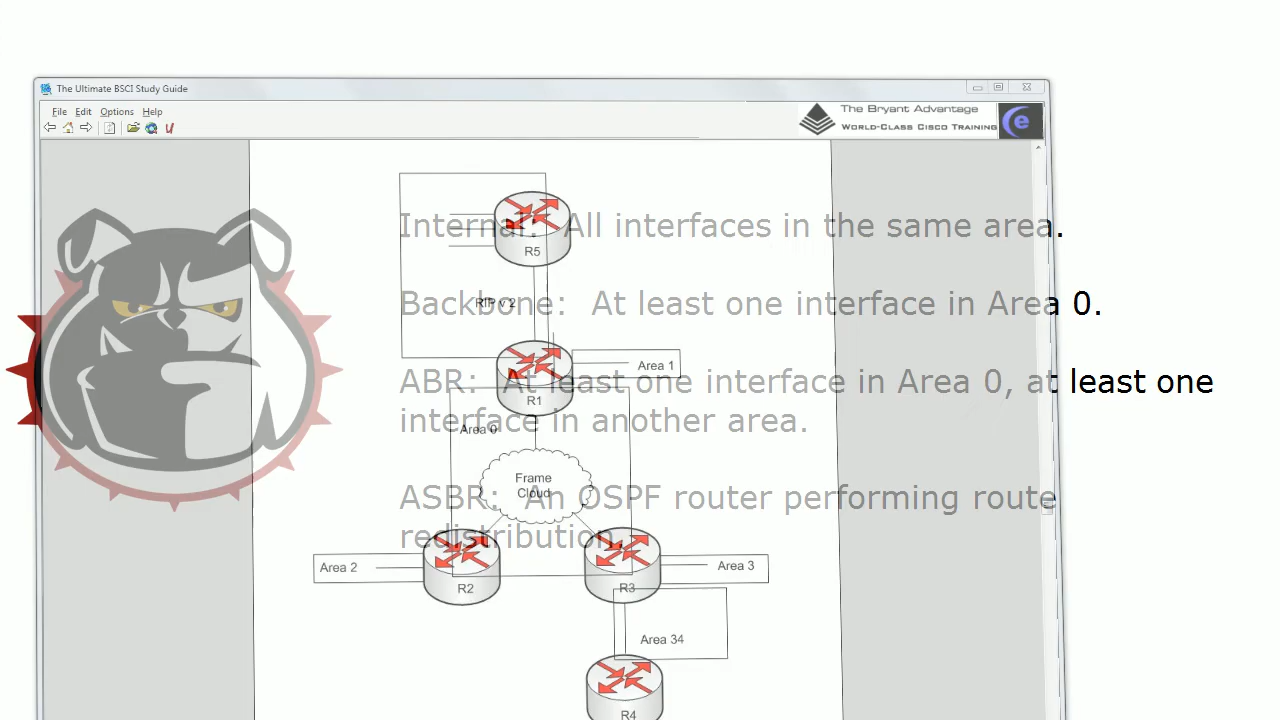 The Ultimate BSCI Study Guide
File Edit Options Help
The Bryant Advantage
World-Class Cisco Training
e
R5
Internal: All interfaces in the same area.
RIP v 2
Backbone: At least one interface in Area 0.
Area 1
ABR: At least one interface in Area 0, at least one
interface in another area.
R1
Area 0
Frame
Cloud
ASBR: An OSPF router performing route
redistribution.
Area 2
R2
R3
Area 3
Area 34
R4